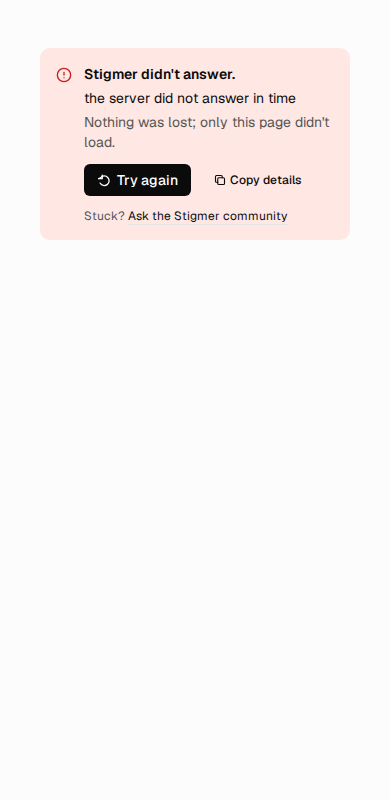 Stigmer didn't answer.
the server did not answer in time
Nothing was lost; only this page didn't
load.
Try again
Copy details
Stuck? Ask the Stigmer community